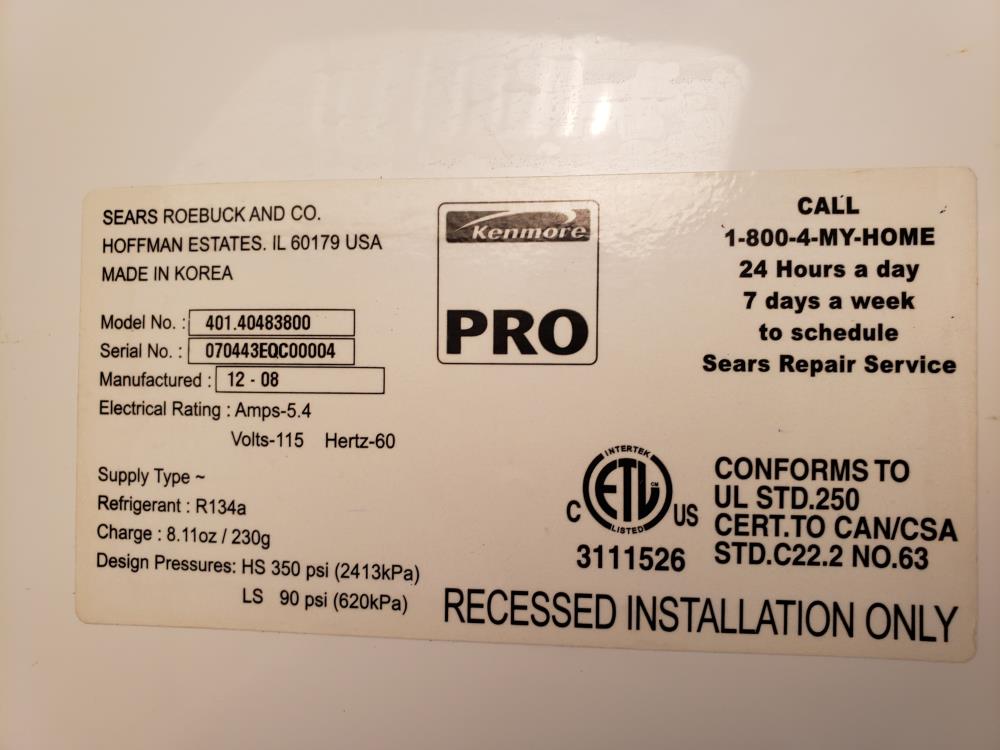 SEARS ROEBUCK AND CO.
HOFFMAN ESTATES. IL 60179 USA
MADE IN KOREA
Model No. : 401.40483800
Serial No. : 070443EQC00004
Manufactured : 12 - 08
Electrical Rating : Amps-5.4
Volts-115 Hertz-60
Supply Type ~
Refrigerant : R134a
Charge : 8.11oz / 230g
Design Pressures: HS 350 psi (2413kPa)
LS 90 psi (620kPa)
Kenmore
PRO
CALL
1-800-4-MY-HOME
24 Hours a day
7 days a week
to schedule
Sears Repair Service
INTERTEK
C ETL CM US
LISTED
3111526
CONFORMS TO
UL STD.250
CERT.TO CAN/CSA
STD.C22.2 NO.63
RECESSED INSTALLATION ONLY